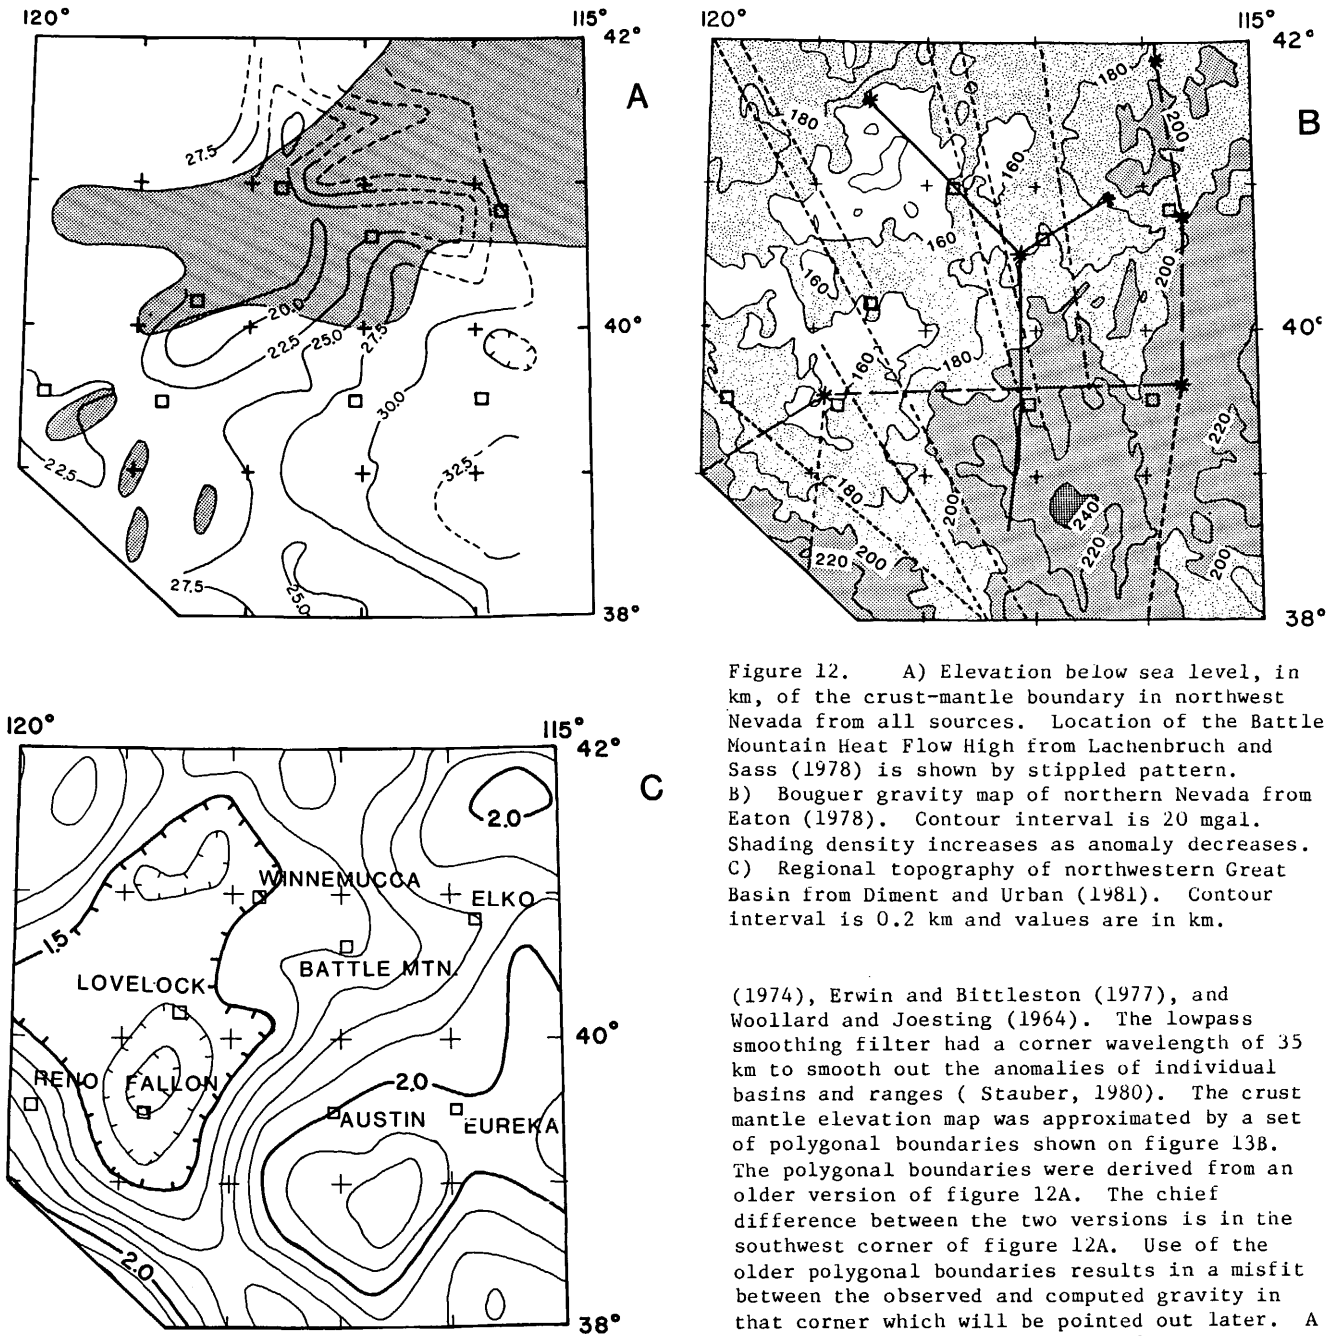 120°
115°
42°
A
27.5
20.0
22.5
25.0
27.5
40°
30.0
22.5
32.5
27.5
25.0
38°
120°
115°
42°
B
180
180
200
160
160
160
200
40°
160
180
220
180
200
240
220
200
220
200
38°
120°
115°
42°
C
2.0
WINNEMUCCA
ELKO
1.5
BATTLE MTN.
LOVELOCK
40°
RENO
FALLON
2.0
AUSTIN
EUREKA
2.0
38°
Figure 12. A) Elevation below sea level, in
km, of the crust-mantle boundary in northwest
Nevada from all sources. Location of the Battle
Mountain Heat Flow High from Lachenbruch and
Sass (1978) is shown by stippled pattern.
B) Bouguer gravity map of northern Nevada from
Eaton (1978). Contour interval is 20 mgal.
Shading density increases as anomaly decreases.
C) Regional topography of northwestern Great
Basin from Diment and Urban (1981). Contour
interval is 0.2 km and values are in km.
(1974), Erwin and Bittleston (1977), and
Woollard and Joesting (1964). The lowpass
smoothing filter had a corner wavelength of 35
km to smooth out the anomalies of individual
basins and ranges ( Stauber, 1980). The crust
mantle elevation map was approximated by a set
of polygonal boundaries shown on figure 13B.
The polygonal boundaries were derived from an
older version of figure 12A. The chief
difference between the two versions is in the
southwest corner of figure 12A. Use of the
older polygonal boundaries results in a misfit
between the observed and computed gravity in
that corner which will be pointed out later. A